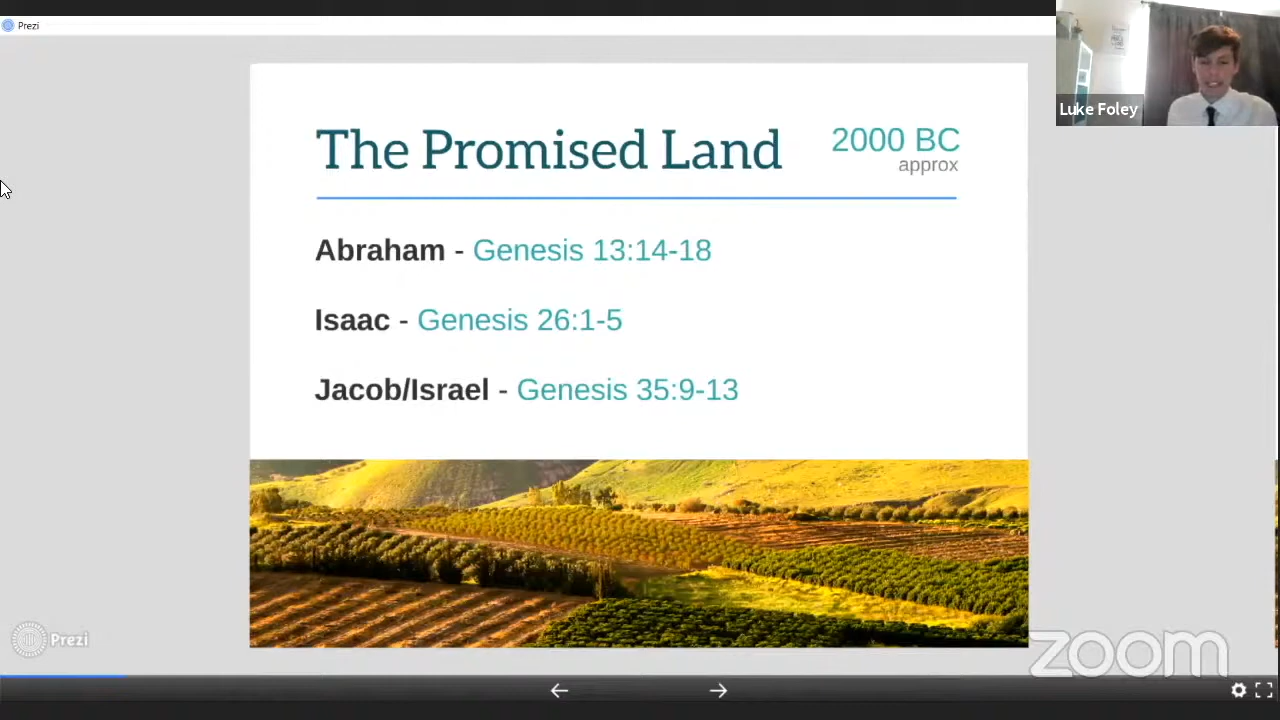 Prezi
Luke Foley
The Promised Land
2000 BC
approx
Abraham - Genesis 13:14-18
Isaac - Genesis 26:1-5
Jacob/Israel - Genesis 35:9-13
Prezi
zoom